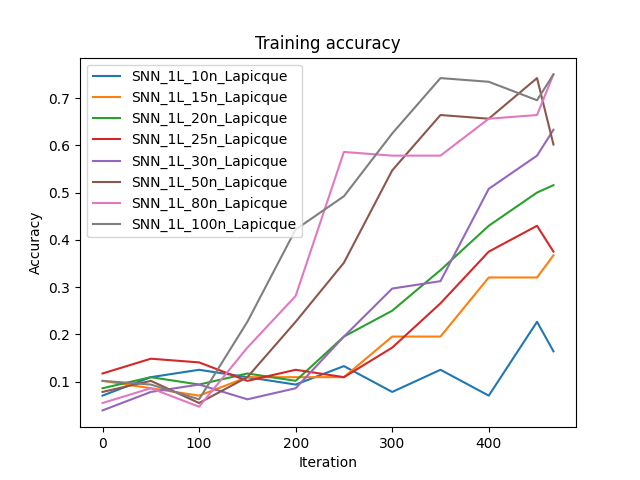 Training accuracy
SNN_1L_10n_Lapicque
SNN_1L_15n_Lapicque
SNN_1L_20n_Lapicque
SNN_1L_25n_Lapicque
SNN_1L_30n_Lapicque
SNN_1L_50n_Lapicque
SNN_1L_80n_Lapicque
SNN_1L_100n_Lapicque
Accuracy
0.7
0.6
0.5
0.4
0.3
0.2
0.1
0 100 200 300 400
Iteration